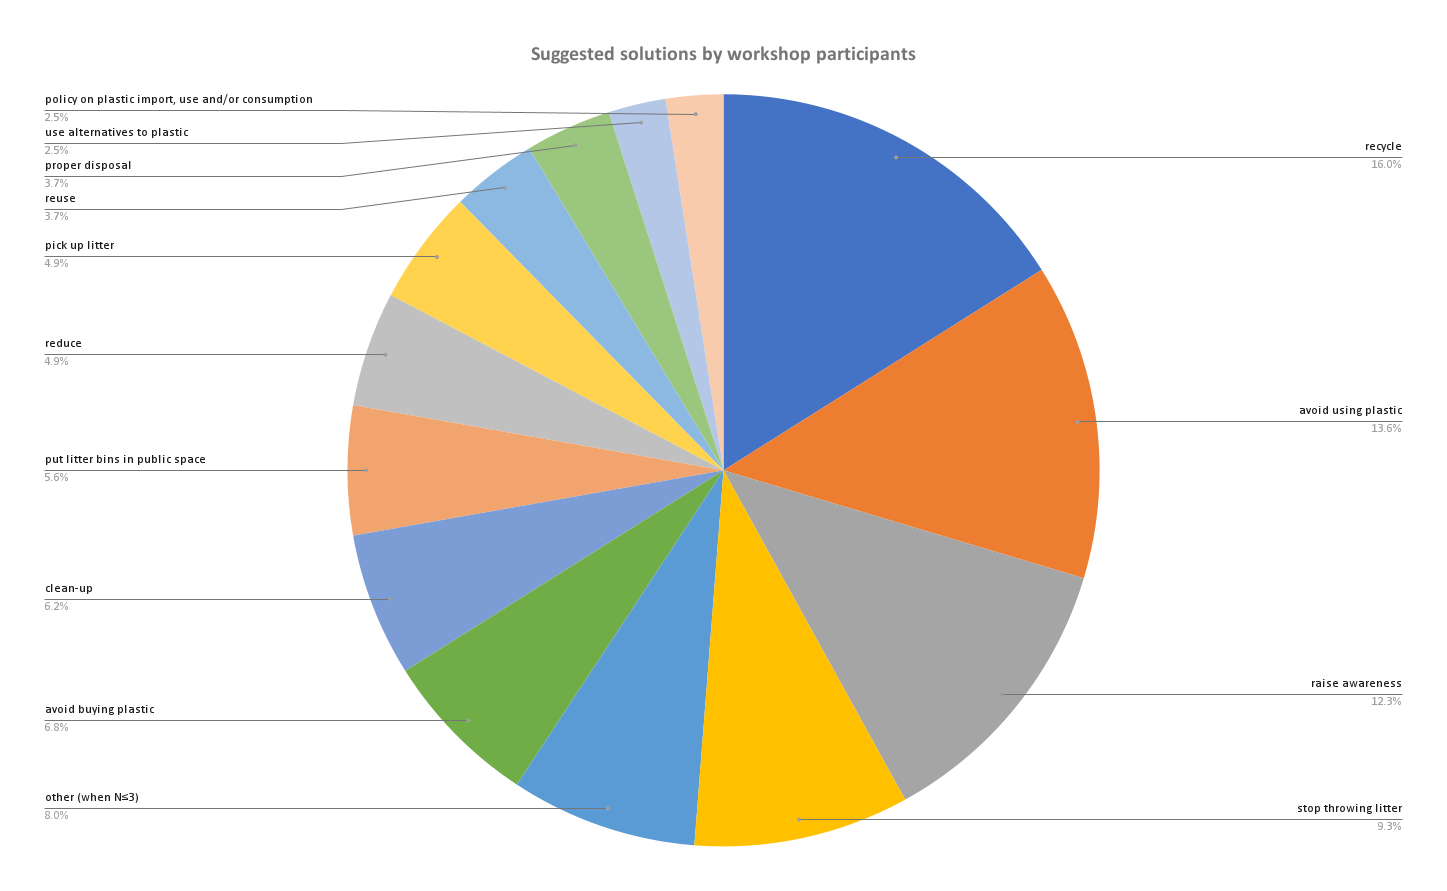 Suggested solutions by workshop participants
policy on plastic import, use and/or consumption
2.5%
use alternatives to plastic
2.5%
proper disposal
3.7%
reuse
3.7%
pick up litter
4.9%
reduce
4.9%
put litter bins in public space
5.6%
clean-up
6.2%
avoid buying plastic
6.8%
other (when N≤3)
8.0%
recycle
16.0%
avoid using plastic
13.6%
raise awareness
12.3%
stop throwing litter
9.3%